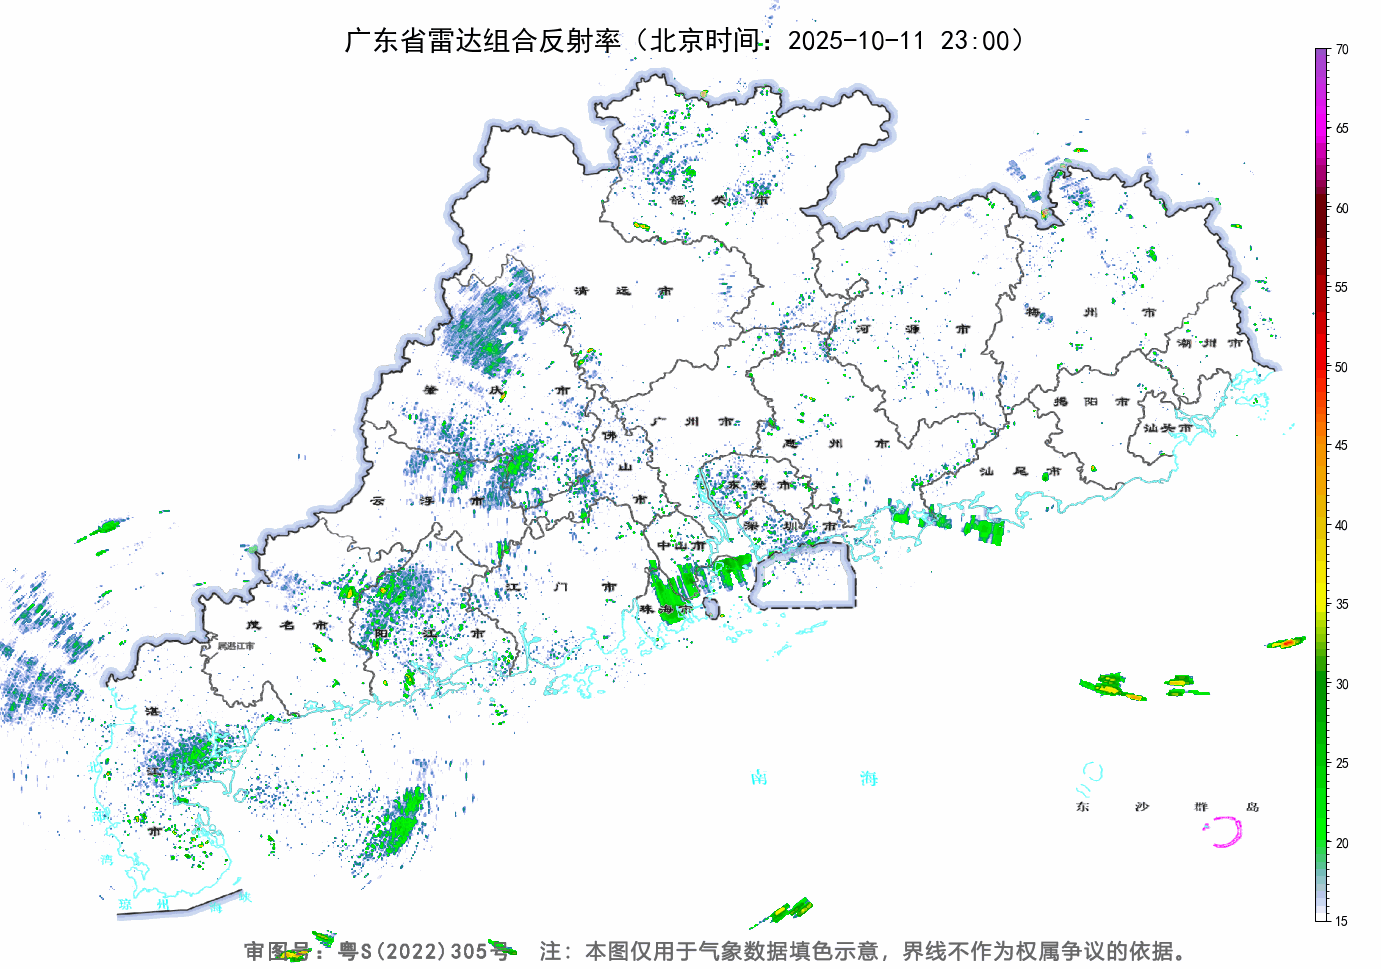 广东省雷达组合反射率（北京时间：2025-10-11 23:00）
70
65
60
55
50
45
40
35
30
25
20
15
韶关市
清远市
河源市
梅州市
潮州市
肇庆市
广州市
佛山市
惠州市
揭阳市
汕头市
汕尾市
云浮市
东莞市
深圳市
中山市
江门市
珠海市
茂名市
属湛江市
阳江市
湛江市
北部湾
南海
东沙群岛
琼州海峡
审图号：粤S(2022)305号 注：本图仅用于气象数据填色示意，界线不作为权属争议的依据。